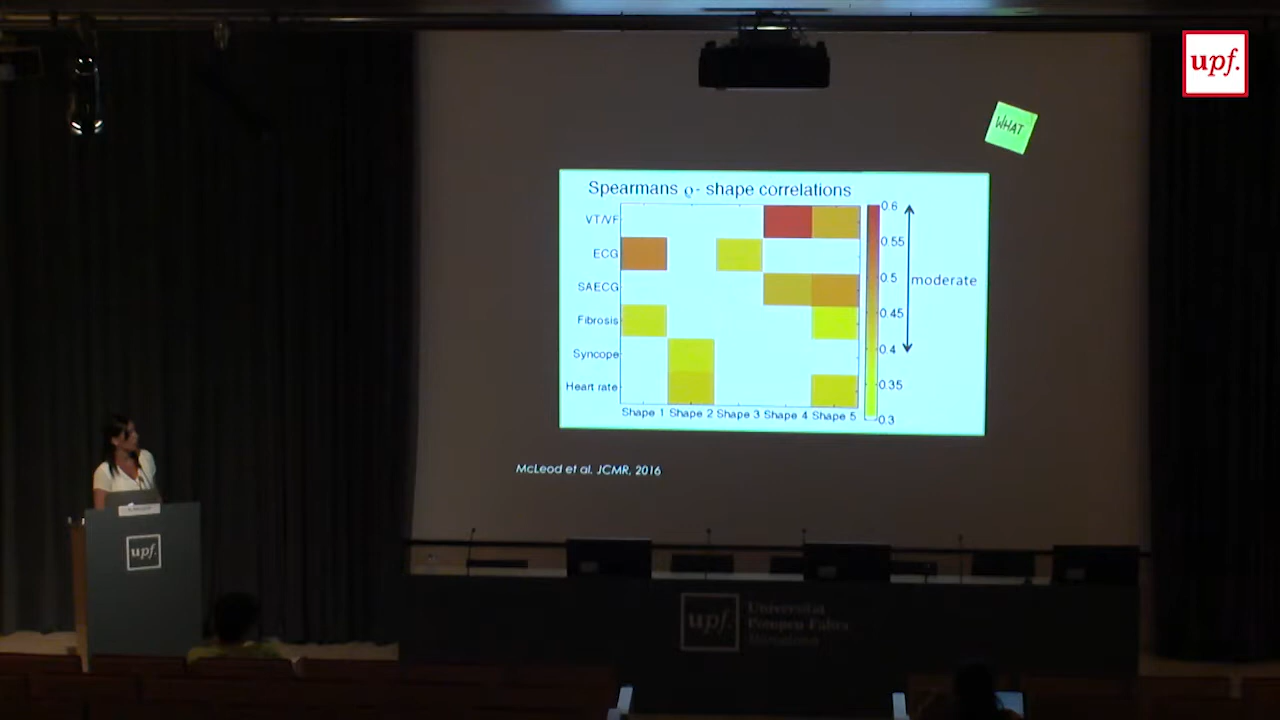 upf.
WHAT
Spearmans ϱ - shape correlations
VT/VF
ECG
SAECG
Fibrosis
Syncope
Heart rate
Shape 1 Shape 2 Shape 3 Shape 4 Shape 5
0.6
0.55
0.5
0.45
0.4
0.35
0.3
moderate
McLeod et al. JCMR, 2016
upf.
upf.
Universitat
Pompeu Fabra
Barcelona